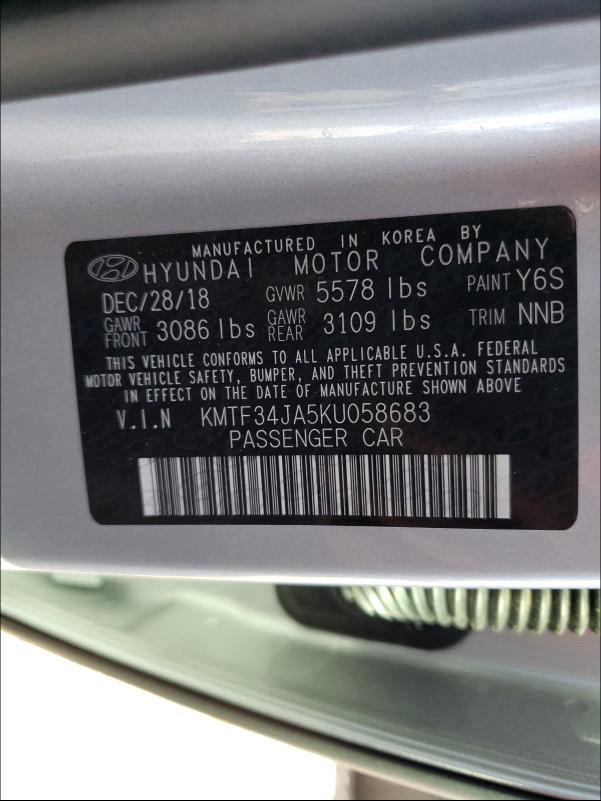 MANUFACTURED IN KOREA BY
HYUNDAI MOTOR COMPANY
DEC/28/18 GVWR 5578 lbs PAINT Y6S
GAWR FRONT 3086 lbs GAWR REAR 3109 lbs TRIM NNB
THIS VEHICLE CONFORMS TO ALL APPLICABLE U.S.A. FEDERAL
MOTOR VEHICLE SAFETY, BUMPER, AND THEFT PREVENTION STANDARDS
IN EFFECT ON THE DATE OF MANUFACTURE SHOWN ABOVE
V.I.N KMTF34JA5KU058683
PASSENGER CAR